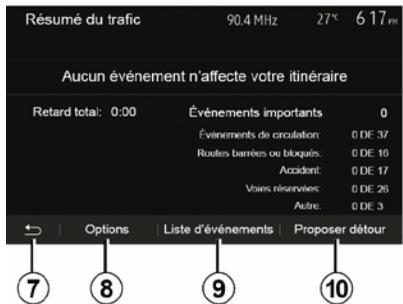 Résumé du trafic 90.4 MHz 27°C 6 17 PM
Aucun événement n'affecte votre itinéraire
Retard total: 0:00 Événements importants 0
Événements de circulation: 0 DE 37
Routes barrées ou bloqués: 0 DE 16
Accident: 0 DE 17
Voies réservées: 0 DE 26
Autre: 0 DE 3
Options Liste d'événements Proposer détour
7 8 9 10